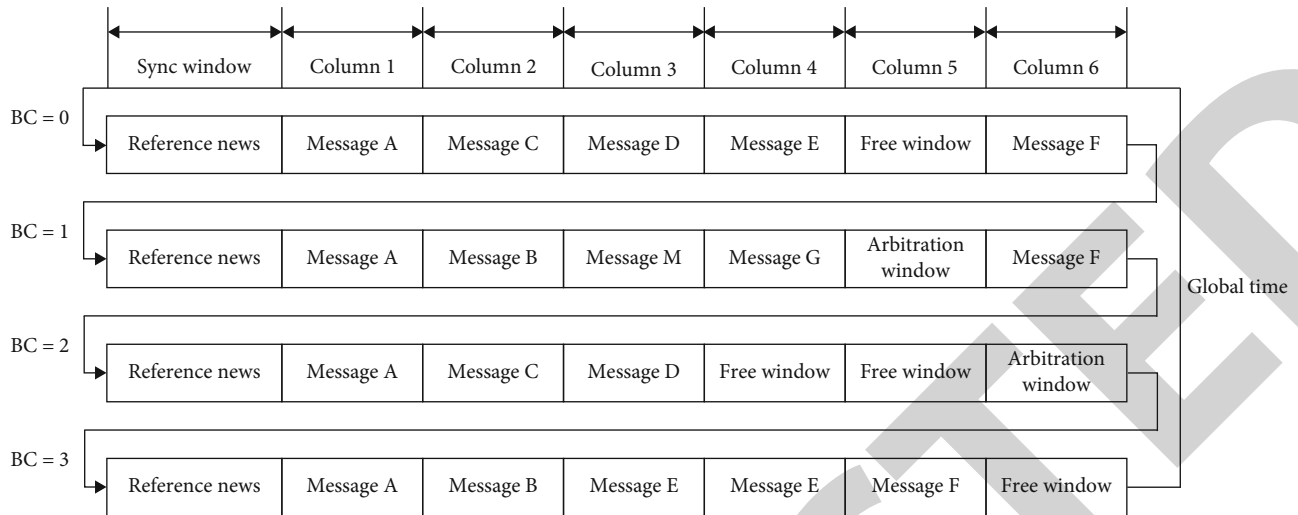 Sync window Column 1 Column 2 Column 3 Column 4 Column 5 Column 6
BC = 0
Reference news Message A Message C Message D Message E Free window Message F
BC = 1
Reference news Message A Message B Message M Message G Arbitration window Message F
Global time
BC = 2
Reference news Message A Message C Message D Free window Free window Arbitration window
BC = 3
Reference news Message A Message B Message E Message E Message F Free window